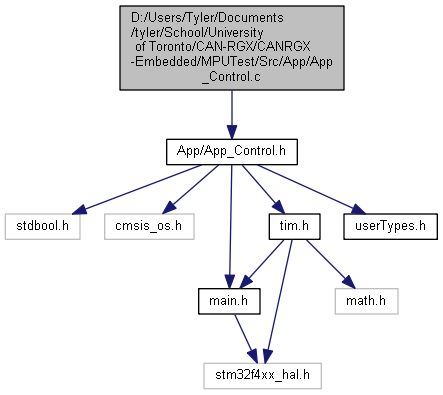 D:/Users/Tyler/Documents
/tyler/School/University
of Toronto/CAN-RGX/CANRGX
-Embedded/MPUTest/Src/App/App
_Control.c
App/App_Control.h
stdbool.h
cmsis_os.h
tim.h
userTypes.h
main.h
math.h
stm32f4xx_hal.h